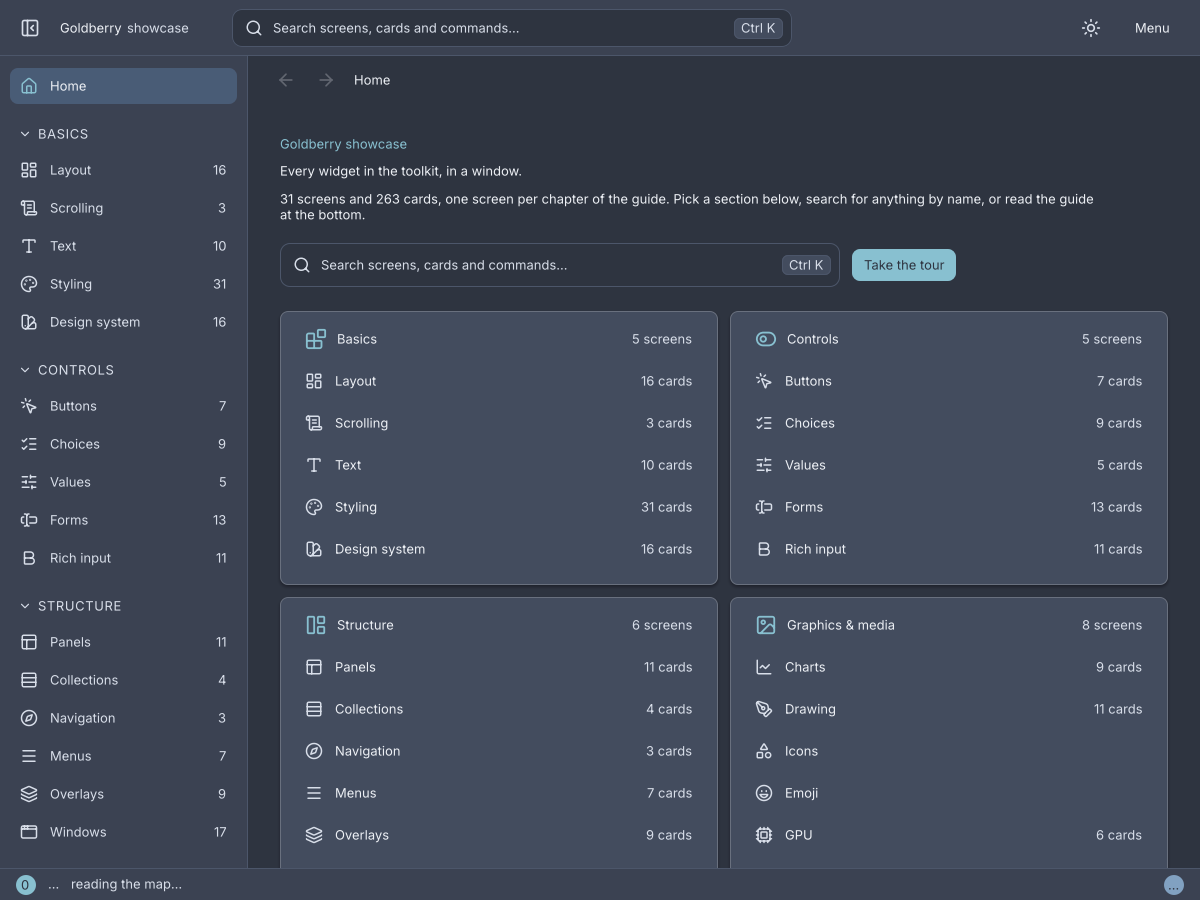 Goldberry showcase
Search screens, cards and commands...
Ctrl K
Menu
Home
BASICS
Layout 16
Scrolling 3
Text 10
Styling 31
Design system 16
CONTROLS
Buttons 7
Choices 9
Values 5
Forms 13
Rich input 11
STRUCTURE
Panels 11
Collections 4
Navigation 3
Menus 7
Overlays 9
Windows 17
Home
Goldberry showcase
Every widget in the toolkit, in a window.
31 screens and 263 cards, one screen per chapter of the guide. Pick a section below, search for anything by name, or read the guide
at the bottom.
Search screens, cards and commands...
Ctrl K
Take the tour
Basics 5 screens
Layout 16 cards
Scrolling 3 cards
Text 10 cards
Styling 31 cards
Design system 16 cards
Controls 5 screens
Buttons 7 cards
Choices 9 cards
Values 5 cards
Forms 13 cards
Rich input 11 cards
Structure 6 screens
Panels 11 cards
Collections 4 cards
Navigation 3 cards
Menus 7 cards
Overlays 9 cards
Graphics & media 8 screens
Charts 9 cards
Drawing 11 cards
Icons
Emoji
GPU 6 cards
0 ... reading the map...
...